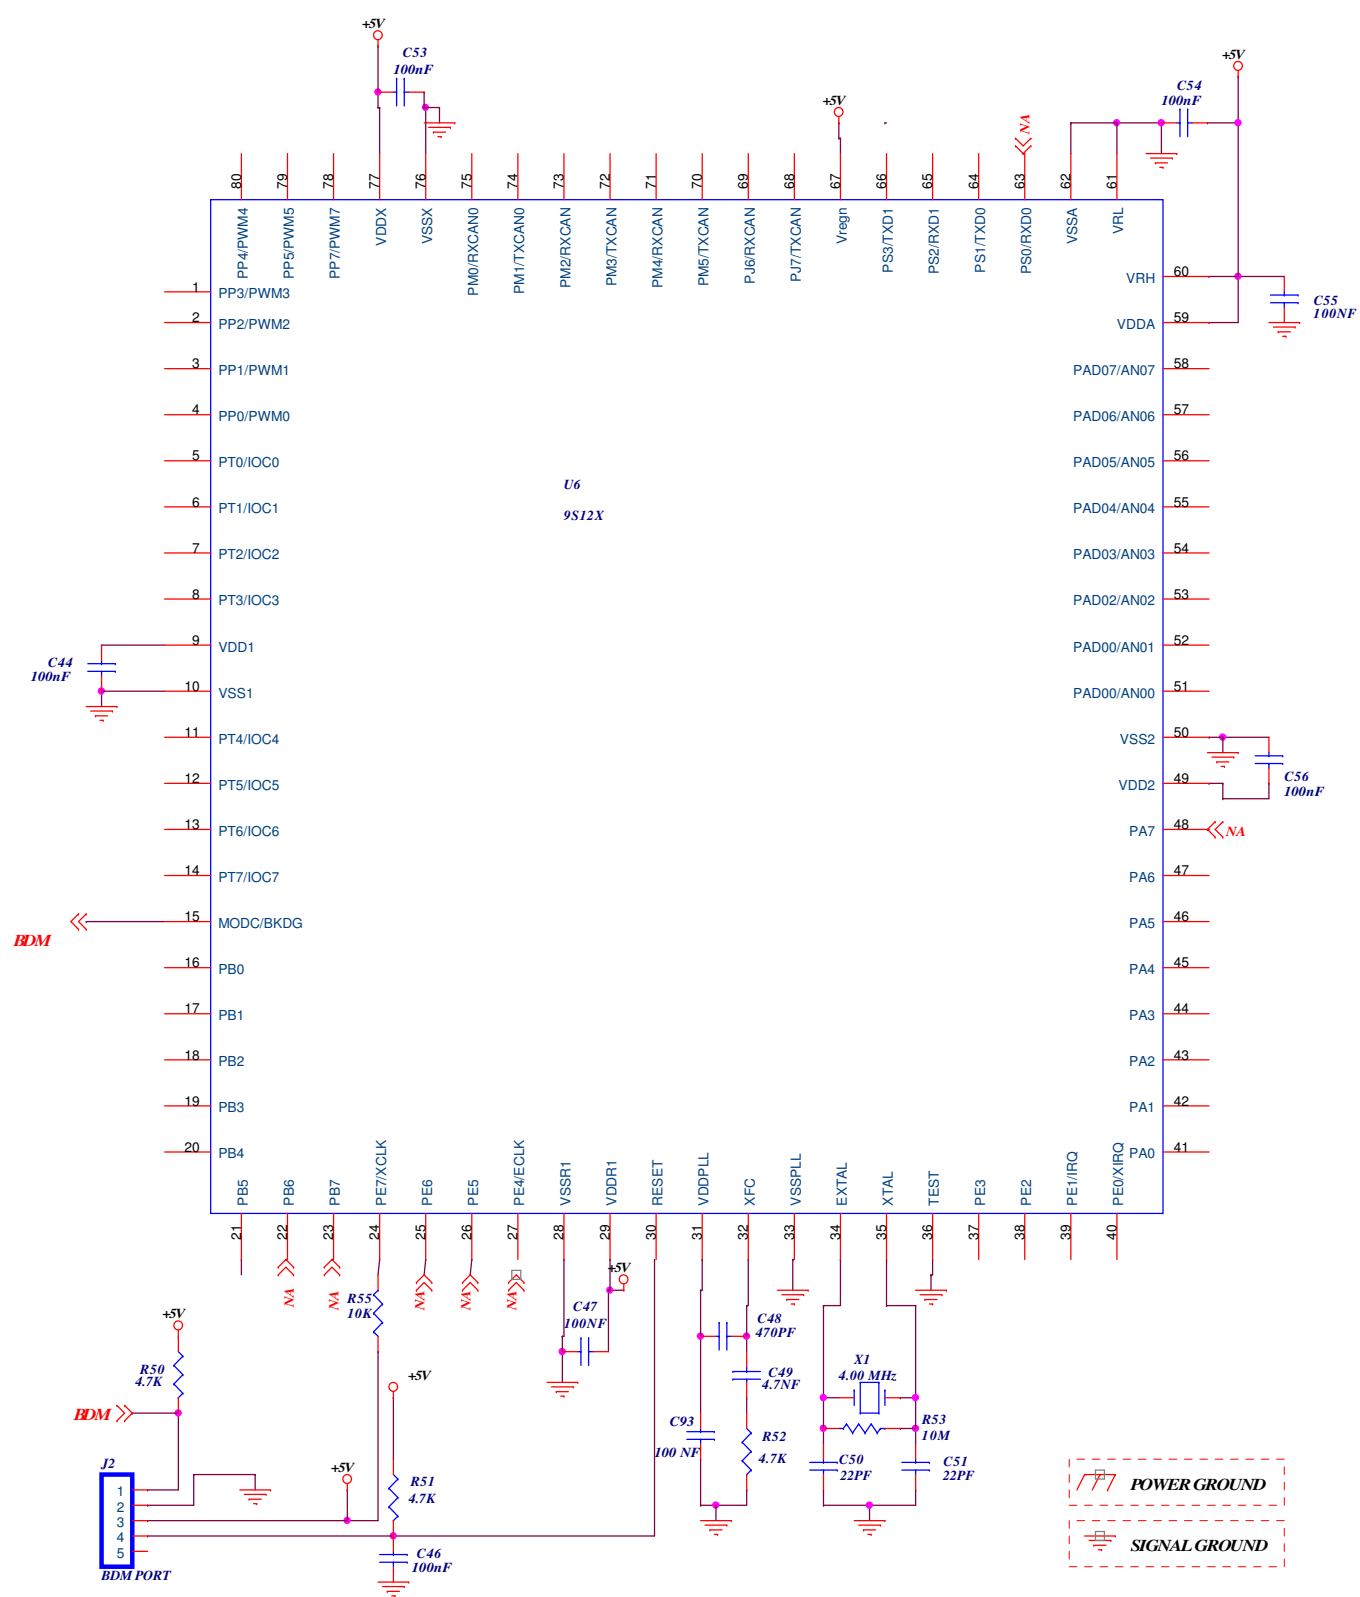 +5V
C53
100nF
+5V
C54
100nF
+5V
NA
80
79
78
77
76
75
74
73
72
71
70
69
68
67
66
65
64
63
62
61
PP4/PWM4
PP5/PWM5
PP7/PWM7
VDDX
VSSX
PM0/RXCAN0
PM1/TXCAN0
PM2/RXCAN
PM3/TXCAN
PM4/RXCAN
PM5/TXCAN
PJ6/RXCAN
PJ7/TXCAN
Vregn
PS3/TXD1
PS2/RXD1
PS1/TXD0
PS0/RXD0
VSSA
VRL
1 PP3/PWM3
2 PP2/PWM2
3 PP1/PWM1
4 PP0/PWM0
5 PT0/IOC0
6 PT1/IOC1
7 PT2/IOC2
8 PT3/IOC3
9 VDD1
C44
100nF
10 VSS1
11 PT4/IOC4
12 PT5/IOC5
13 PT6/IOC6
14 PT7/IOC7
15 MODC/BKDG
BDM
16 PB0
17 PB1
18 PB2
19 PB3
20 PB4
U6
9S12X
VRH 60
C55
100NF
VDDA 59
PAD07/AN07 58
PAD06/AN06 57
PAD05/AN05 56
PAD04/AN04 55
PAD03/AN03 54
PAD02/AN02 53
PAD00/AN01 52
PAD00/AN00 51
VSS2 50
C56
100nF
VDD2 49
PA7 48 NA
PA6 47
PA5 46
PA4 45
PA3 44
PA2 43
PA1 42
PA0 41
PB5
PB6
PB7
PE7/XCLK
PE6
PE5
PE4/ECLK
VSSR1
VDDR1
RESET
VDDPLL
XFC
VSSPLL
EXTAL
XTAL
TEST
PE3
PE2
PE1/IRQ
PE0/XIRQ
21
22
23
24
25
26
27
28
29
30
31
32
33
34
35
36
37
38
39
40
NA
NA
NA
NA
NA
+5V
R55
10K
C47
100NF
C48
470PF
C49
4.7NF
X1
4.00 MHz
+5V
R50
4.7K
BDM
+5V
C93
100 NF
R52
4.7K
R53
10M
C50
22PF
C51
22PF
J2
+5V
R51
4.7K
1
2
3
4
5
BDM PORT
C46
100nF
POWER GROUND
SIGNAL GROUND